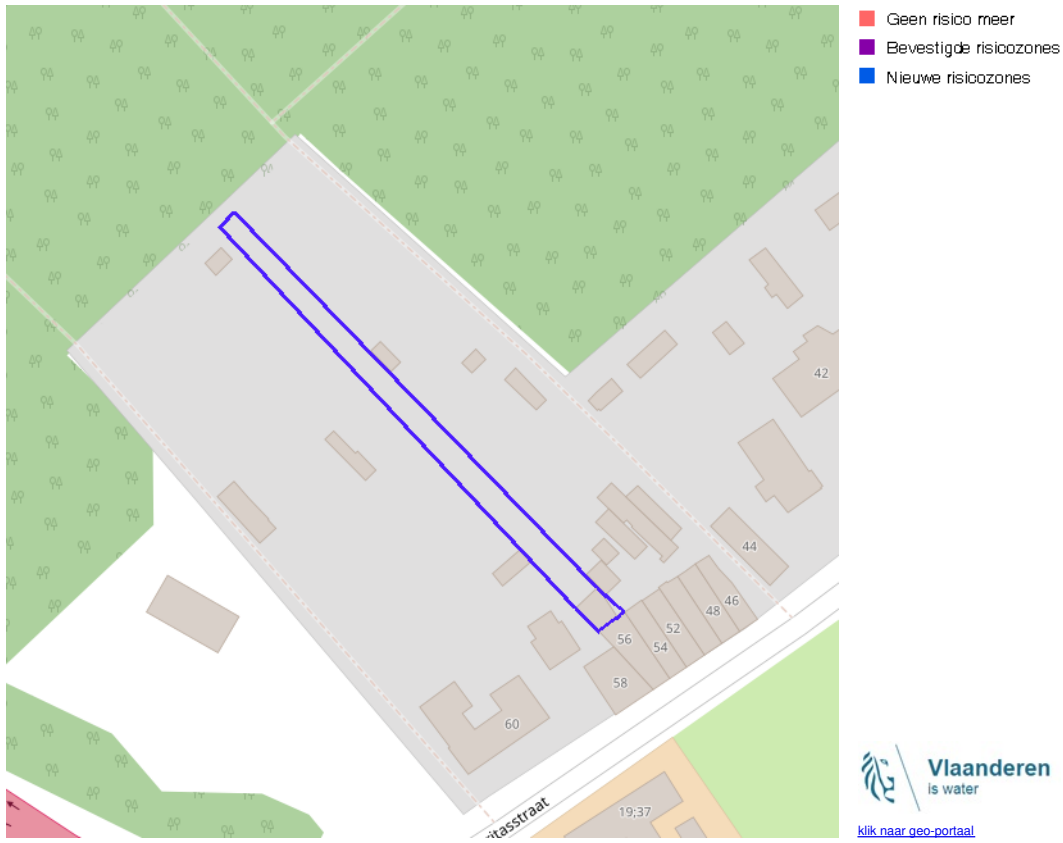 Geen risico meer
Bevestigde risicozones
Nieuwe risicozones
42
44
46
48
52
54
56
58
60
19;37
ritasstraat
Vlaanderen
is water
klik naar geo-portaal